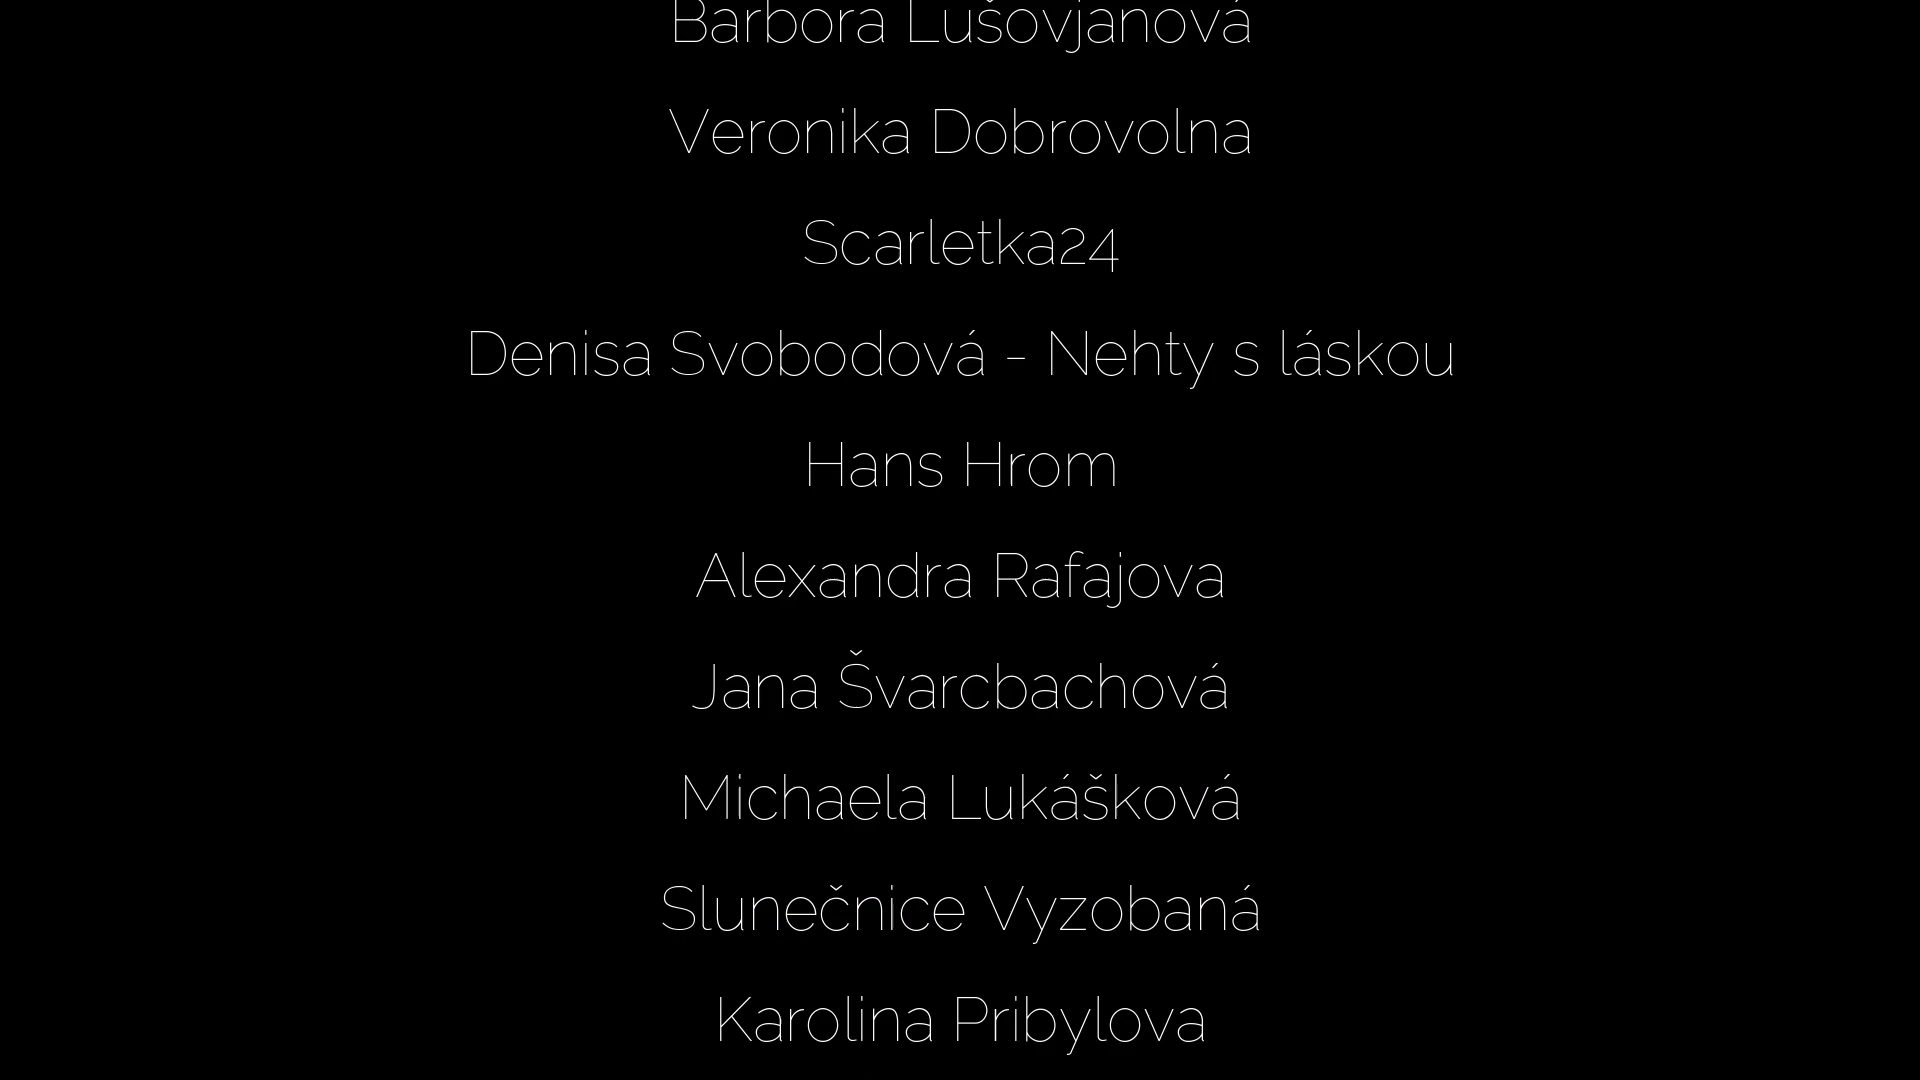 Barbora Lušovjanová
Veronika Dobrovolna
Scarletka24
Denisa Svobodová - Nehty s láskou
Hans Hrom
Alexandra Rafajova
Jana Švarcbachová
Michaela Lukášková
Slunečnice Vyzobaná
Karolina Pribylova